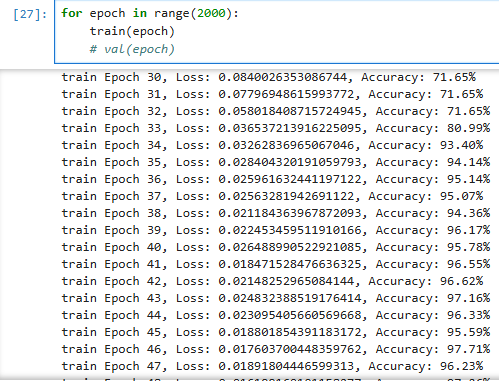 [27]: for epoch in range(2000):
train(epoch)
# val(epoch)
train Epoch 30, Loss: 0.0840026353086744, Accuracy: 71.65%
train Epoch 31, Loss: 0.07796948615993772, Accuracy: 71.65%
train Epoch 32, Loss: 0.058018408715724945, Accuracy: 71.65%
train Epoch 33, Loss: 0.036537213916225095, Accuracy: 80.99%
train Epoch 34, Loss: 0.03262836965067046, Accuracy: 93.40%
train Epoch 35, Loss: 0.028404320191059793, Accuracy: 94.14%
train Epoch 36, Loss: 0.025961632441197122, Accuracy: 95.14%
train Epoch 37, Loss: 0.02563281942691122, Accuracy: 95.07%
train Epoch 38, Loss: 0.021184363967872093, Accuracy: 94.36%
train Epoch 39, Loss: 0.022453459511910166, Accuracy: 96.17%
train Epoch 40, Loss: 0.026488990522921085, Accuracy: 95.78%
train Epoch 41, Loss: 0.018471528476636325, Accuracy: 96.55%
train Epoch 42, Loss: 0.02148252965084144, Accuracy: 96.62%
train Epoch 43, Loss: 0.024832388519176414, Accuracy: 97.16%
train Epoch 44, Loss: 0.023095405660569668, Accuracy: 96.33%
train Epoch 45, Loss: 0.018801854391183172, Accuracy: 95.59%
train Epoch 46, Loss: 0.017603700448359762, Accuracy: 97.71%
train Epoch 47, Loss: 0.01891804446599313, Accuracy: 96.23%